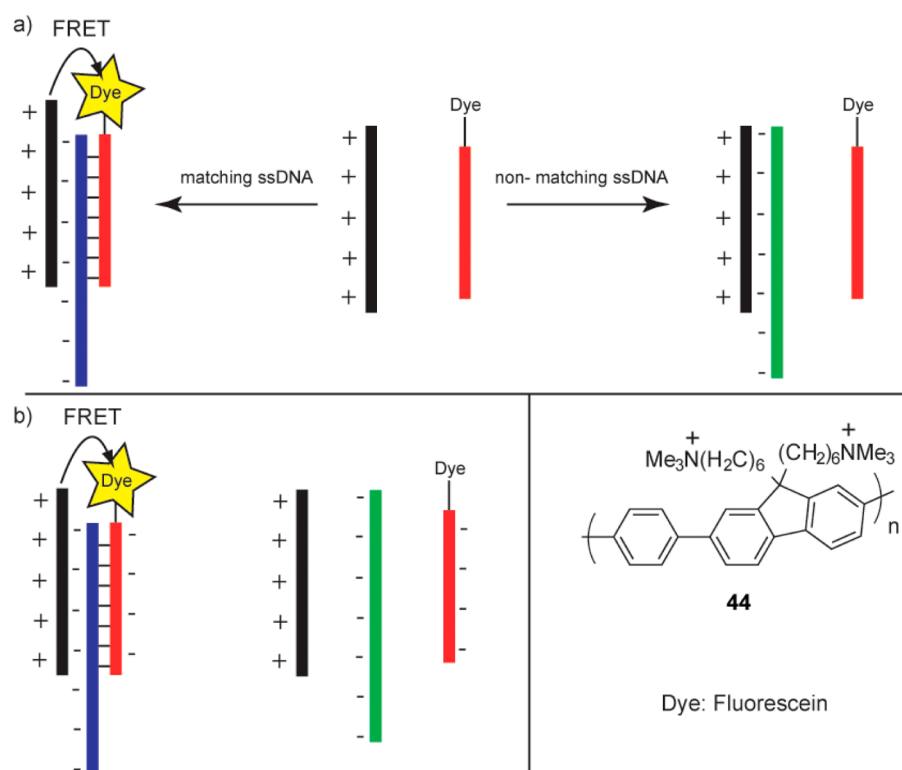 a)
FRET
Dye
+ + + + +
- - - - - - -
matching ssDNA
+ + + + +
Dye
non- matching ssDNA
+ + + + +
- - - - - - -
Dye
b)
FRET
Dye
+ + + + +
- - - - - - -
- - - -
+ + + + +
- - - - - - -
Dye
- - - -
+ +
Me₃N(H₂C)₆ (CH₂)₆NMe₃
n
44
Dye: Fluorescein